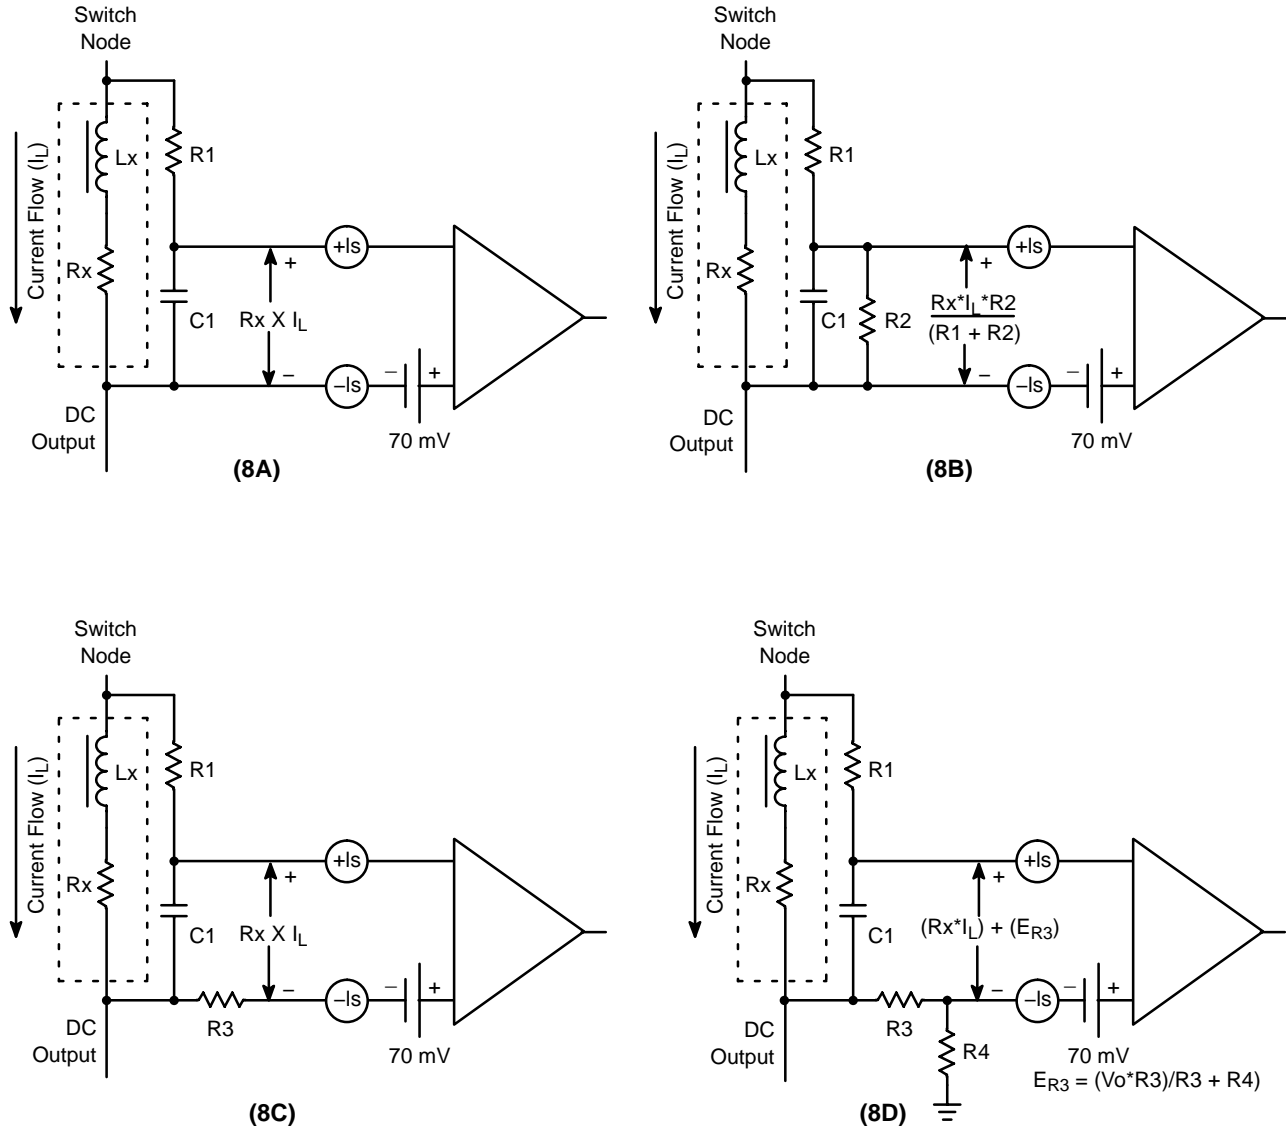 Switch
Node
Current Flow (IL)
Lx
R1
Rx
C1
+
Rx X IL
–
+Is
–Is
–
+
70 mV
DC
Output
(8A)
Switch
Node
Current Flow (IL)
Lx
R1
Rx
C1
R2
+
Rx*IL*R2
(R1 + R2)
–
+Is
–Is
–
+
70 mV
DC
Output
(8B)
Switch
Node
Current Flow (IL)
Lx
R1
Rx
C1
+
Rx X IL
–
+Is
–Is
–
+
R3
70 mV
DC
Output
(8C)
Switch
Node
Current Flow (IL)
Lx
R1
Rx
C1
+
(Rx*IL) + (ER3)
–
+Is
–Is
–
+
R3
R4
70 mV
ER3 = (Vo*R3)/R3 + R4)
DC
Output
(8D)